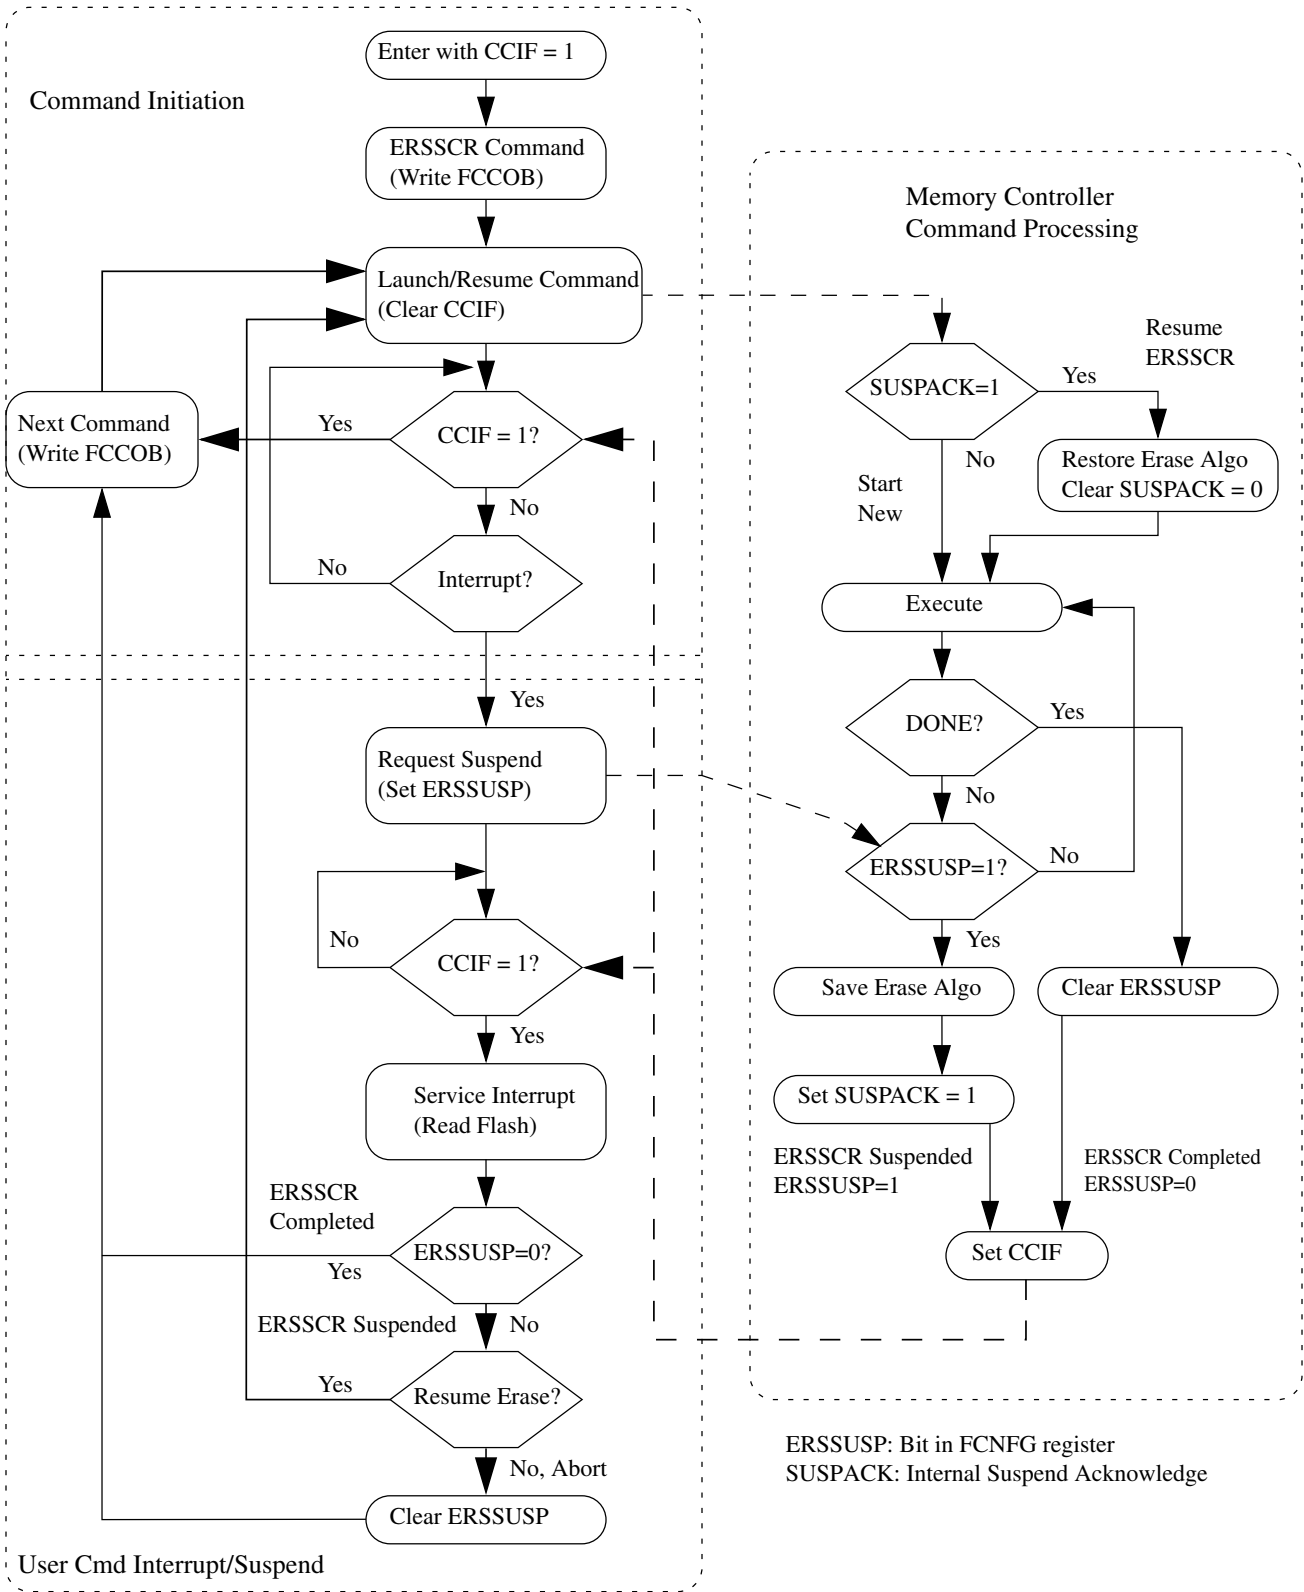 Enter with CCIF = 1
Command Initiation
ERSSCR Command
(Write FCCOB)
Launch/Resume Command
(Clear CCIF)
Next Command
(Write FCCOB)
Yes
CCIF = 1?
No
No
Interrupt?
Yes
Request Suspend
(Set ERSSUSP)
No
CCIF = 1?
Yes
Service Interrupt
(Read Flash)
ERSSCR
Completed
ERSSUSP=0?
Yes
ERSSCR Suspended
No
Yes
Resume Erase?
No, Abort
Clear ERSSUSP
User Cmd Interrupt/Suspend
Memory Controller
Command Processing
Resume
ERSSCR
SUSPACK=1
Yes
No
Restore Erase Algo
Clear SUSPACK = 0
Start
New
Execute
DONE?
Yes
No
ERSSUSP=1?
No
Yes
Save Erase Algo
Clear ERSSUSP
Set SUSPACK = 1
ERSSCR Suspended
ERSSUSP=1
ERSSCR Completed
ERSSUSP=0
Set CCIF
ERSSUSP: Bit in FCNFG register
SUSPACK: Internal Suspend Acknowledge